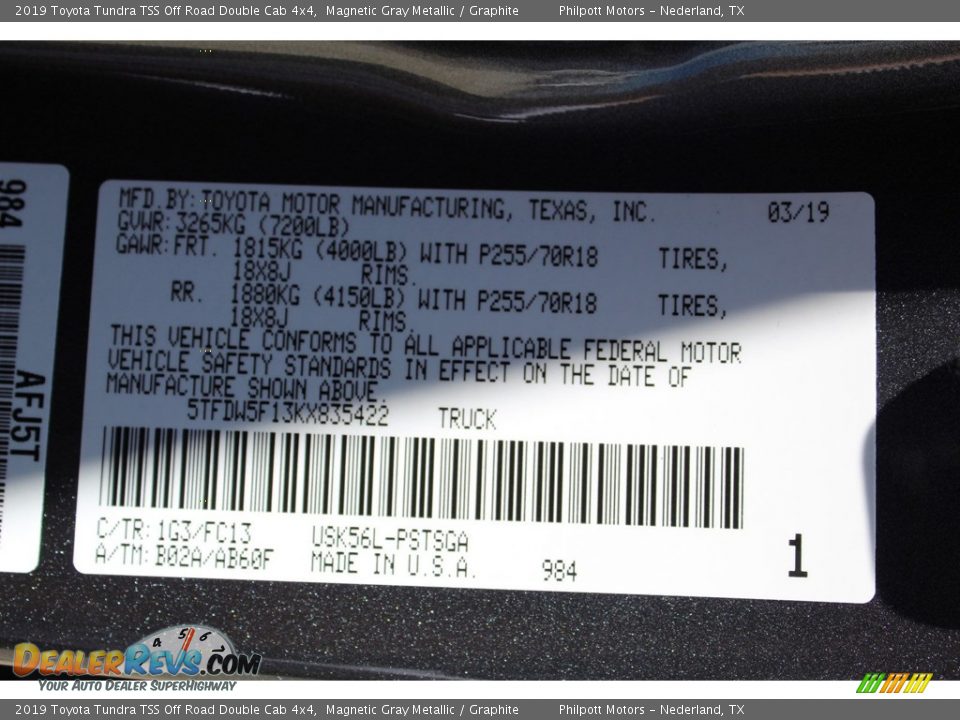 2019 Toyota Tundra TSS Off Road Double Cab 4x4, Magnetic Gray Metallic / Graphite Philpott Motors - Nederland, TX
984
AFJ5T
MFD.BY:TOYOTA MOTOR MANUFACTURING, TEXAS, INC. 03/19
GVWR:3265KG (7200LB)
GAWR:FRT. 1815KG (4000LB) WITH P255/70R18 TIRES,
18X8J RIMS.
RR. 1880KG (4150LB) WITH P255/70R18 TIRES,
18X8J RIMS.
THIS VEHICLE CONFORMS TO ALL APPLICABLE FEDERAL MOTOR
VEHICLE SAFETY STANDARDS IN EFFECT ON THE DATE OF
MANUFACTURE SHOWN ABOVE.
5TFDW5F13KX835422 TRUCK
C/TR:1G3/FC13 USK56L-PSTSGA
A/TM:B02A/AB60F MADE IN U.S.A. 984 1
4 5 6
DEALERREVS.COM
YOUR AUTO DEALER SUPERHIGHWAY
2019 Toyota Tundra TSS Off Road Double Cab 4x4, Magnetic Gray Metallic / Graphite Philpott Motors - Nederland, TX